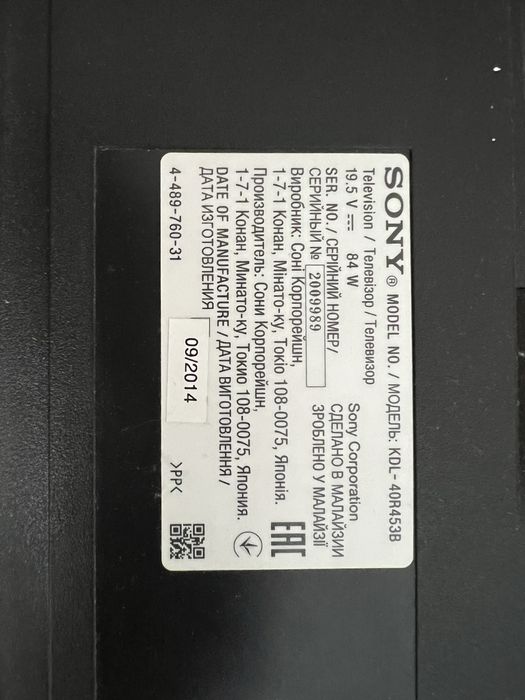 SONY® MODEL NO. / МОДЕЛЬ: KDL-40R453B
Television / Телевізор / Телевизор
19.5 V ⎓ 84 W
Sony Corporation
СДЕЛАНО В МАЛАЙЗИИ
ЗРОБЛЕНО У МАЛАЙЗІЇ
SER. NO./ СЕРІЙНИЙ НОМЕР/
СЕРИЙНЫЙ № 2009989
Виробник: Соні Корпорейшн,
1-7-1 Конан, Мінато-ку, Токіо 108-0075, Японія.
Производитель: Сони Корпорейшн,
1-7-1 Конан, Минато-ку, Токио 108-0075, Япония.
EAC
DATE OF MANUFACTURE / ДАТА ВИГОТОВЛЕННЯ /
ДАТА ИЗГОТОВЛЕНИЯ 09/2014
4-489-760-31 >PP<